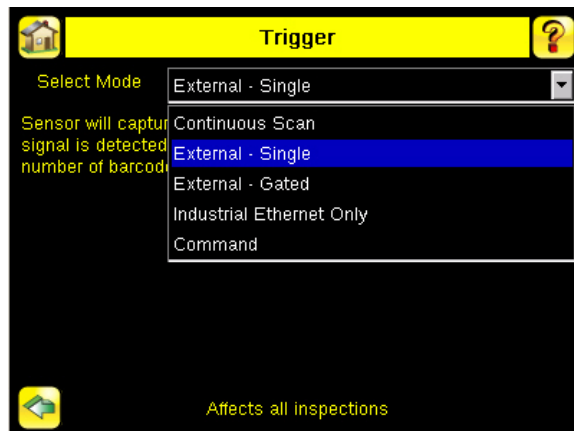 Trigger
?
Select Mode External - Single
Sensor will captur
signal is detected
number of barcod
Continuous Scan
External - Single
External - Gated
Industrial Ethernet Only
Command
Affects all inspections